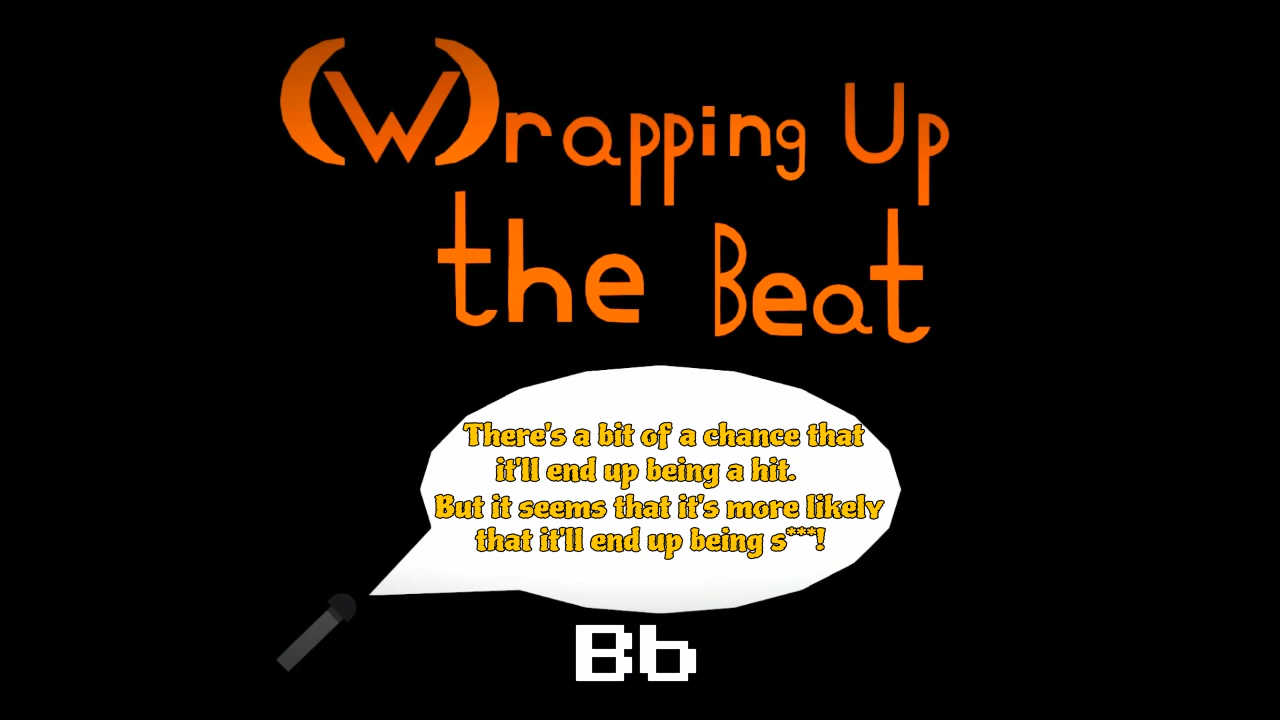 (W)rapping Up
the Beat
There's a bit of a chance that
it'll end up being a hit.
But it seems that it's more likely
that it'll end up being s***!
Bb